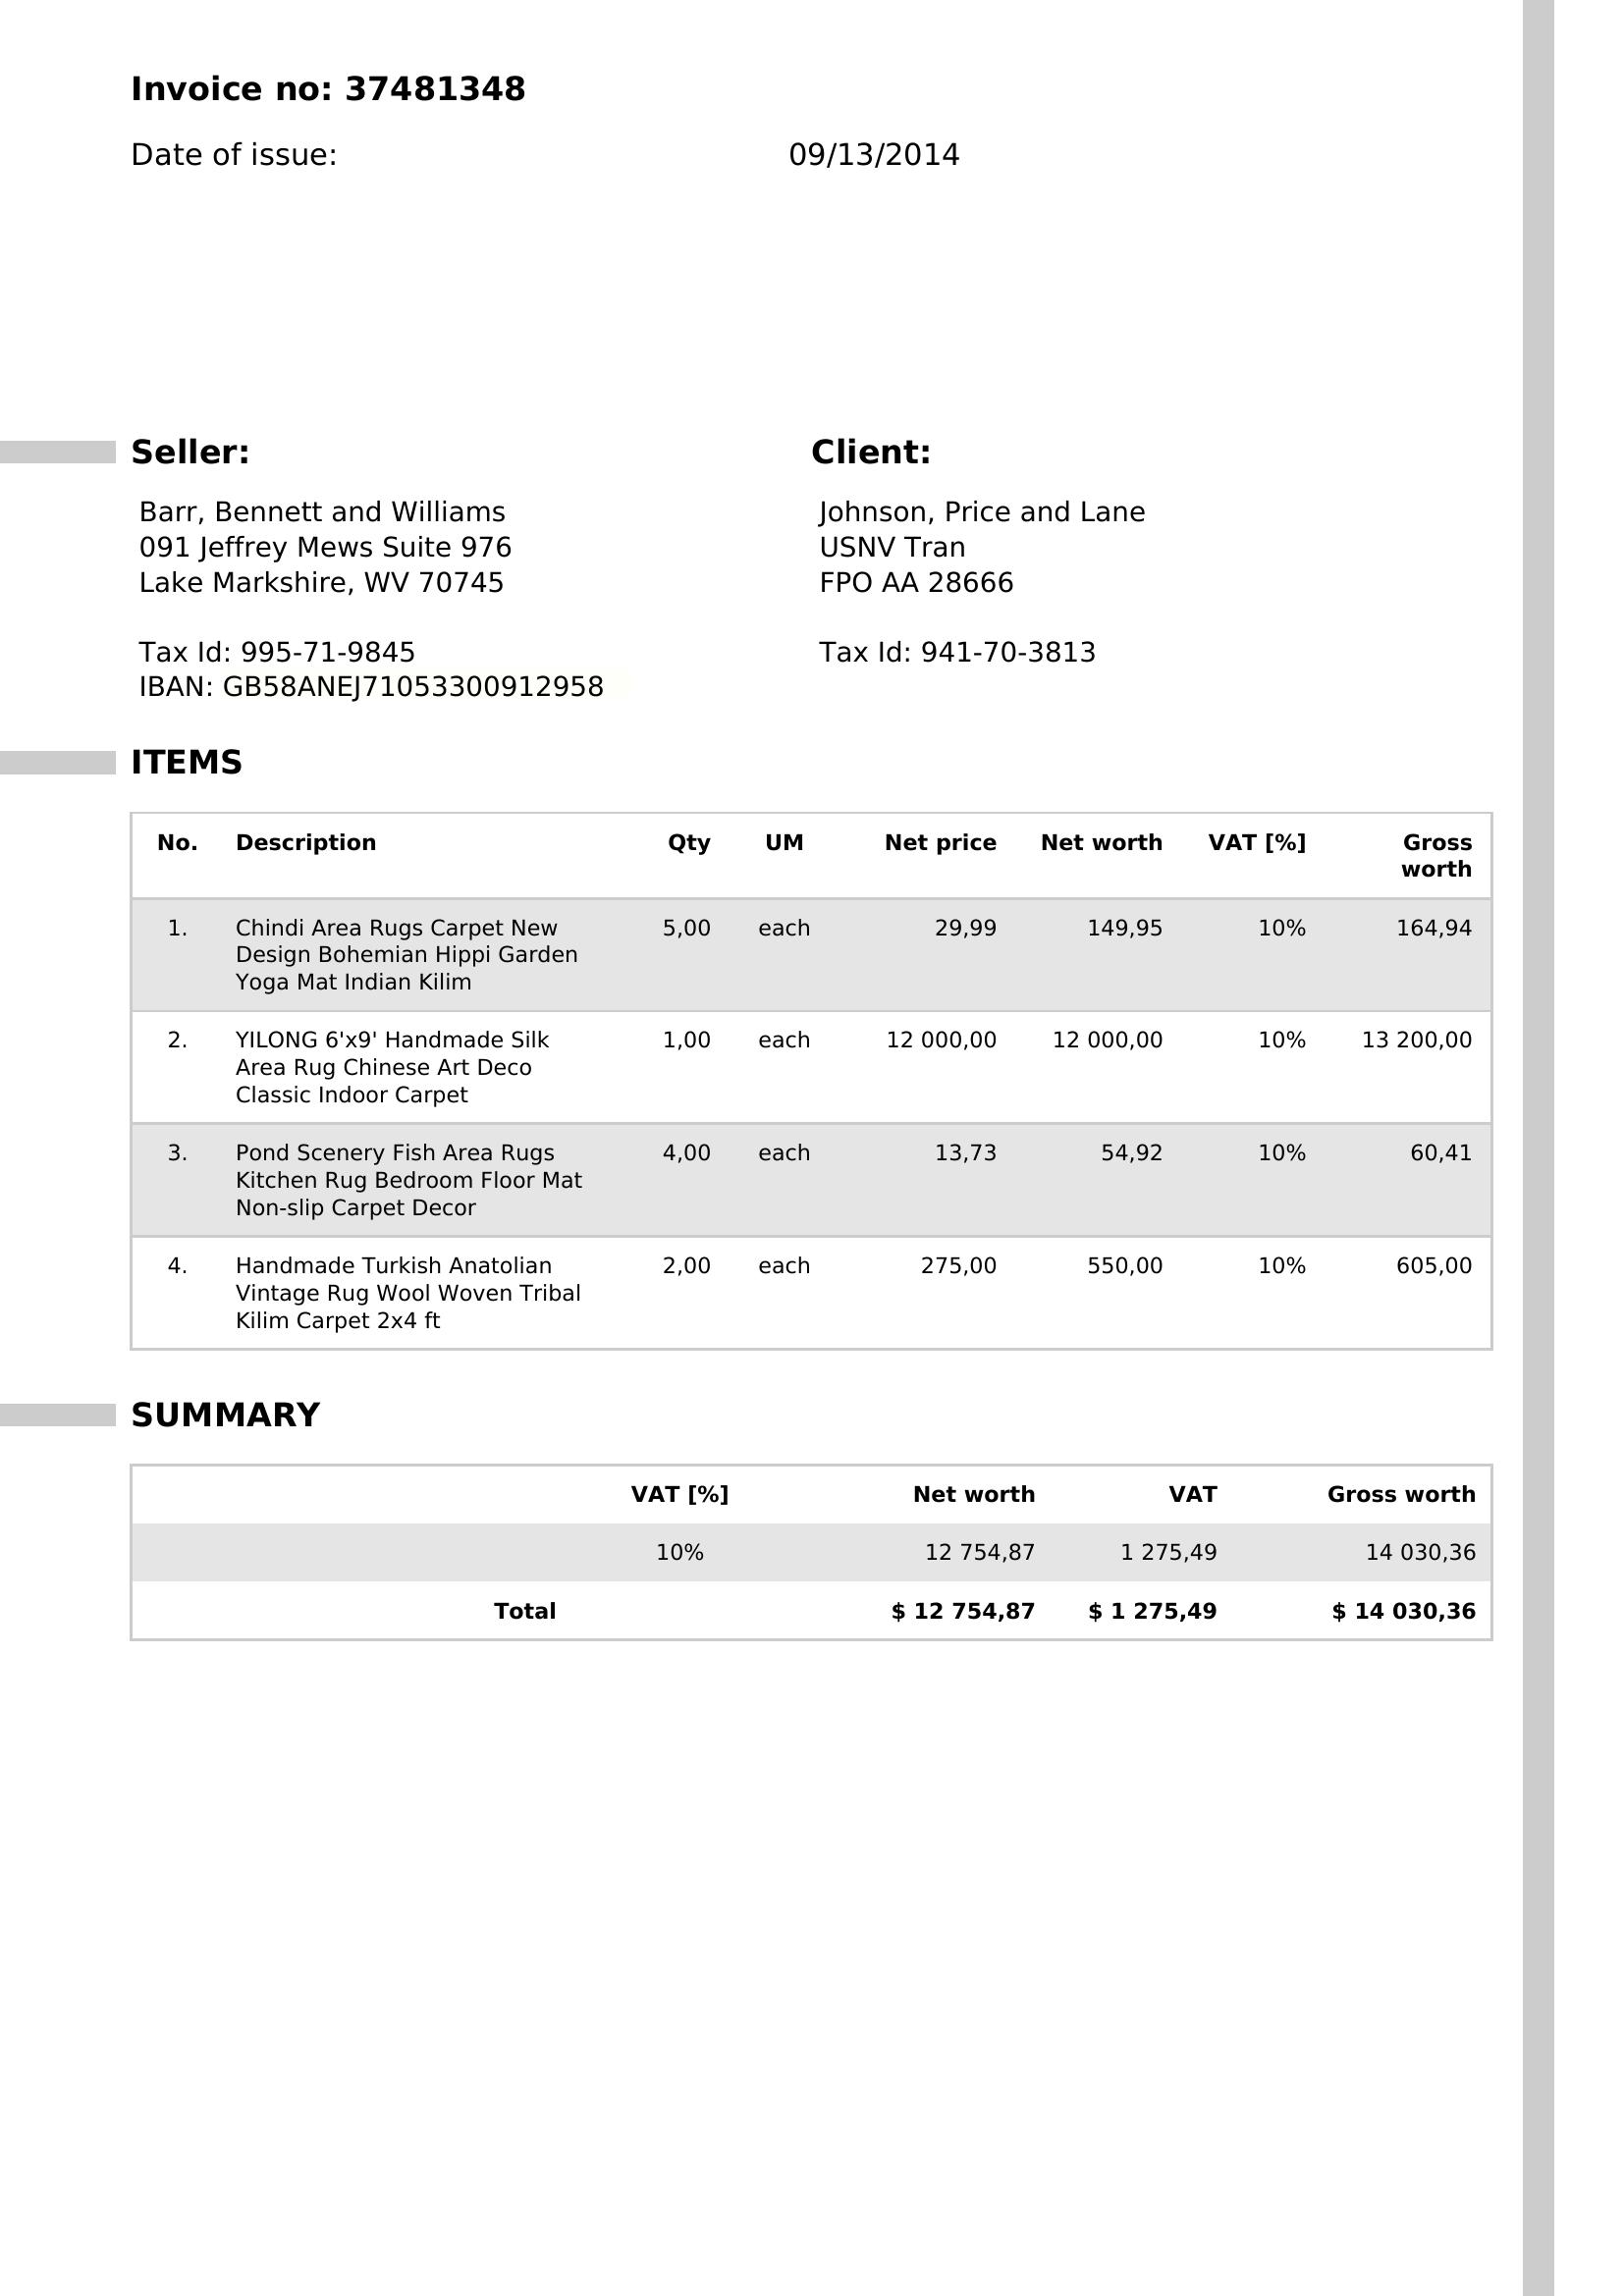 Invoice no: 37481348
Date of issue: 09/13/2014
Seller:
Barr, Bennett and Williams
091 Jeffrey Mews Suite 976
Lake Markshire, WV 70745
Tax Id: 995-71-9845
IBAN: GB58ANEJ71053300912958
Client:
Johnson, Price and Lane
USNV Tran
FPO AA 28666
Tax Id: 941-70-3813
ITEMS
No. Description Qty UM Net price Net worth VAT [%] Gross
worth
1. Chindi Area Rugs Carpet New 5,00 each 29,99 149,95 10% 164,94
Design Bohemian Hippi Garden
Yoga Mat Indian Kilim
2. YILONG 6'x9' Handmade Silk 1,00 each 12 000,00 12 000,00 10% 13 200,00
Area Rug Chinese Art Deco
Classic Indoor Carpet
3. Pond Scenery Fish Area Rugs 4,00 each 13,73 54,92 10% 60,41
Kitchen Rug Bedroom Floor Mat
Non-slip Carpet Decor
4. Handmade Turkish Anatolian 2,00 each 275,00 550,00 10% 605,00
Vintage Rug Wool Woven Tribal
Kilim Carpet 2x4 ft
SUMMARY
VAT [%] Net worth VAT Gross worth
10% 12 754,87 1 275,49 14 030,36
Total $ 12 754,87 $ 1 275,49 $ 14 030,36